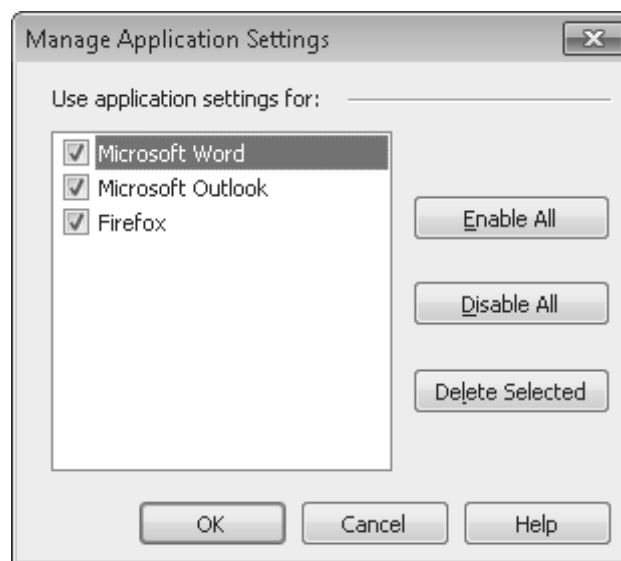 Manage Application Settings
Use application settings for:
Microsoft Word
Microsoft Outlook
Firefox
Enable All
Disable All
Delete Selected
OK
Cancel
Help